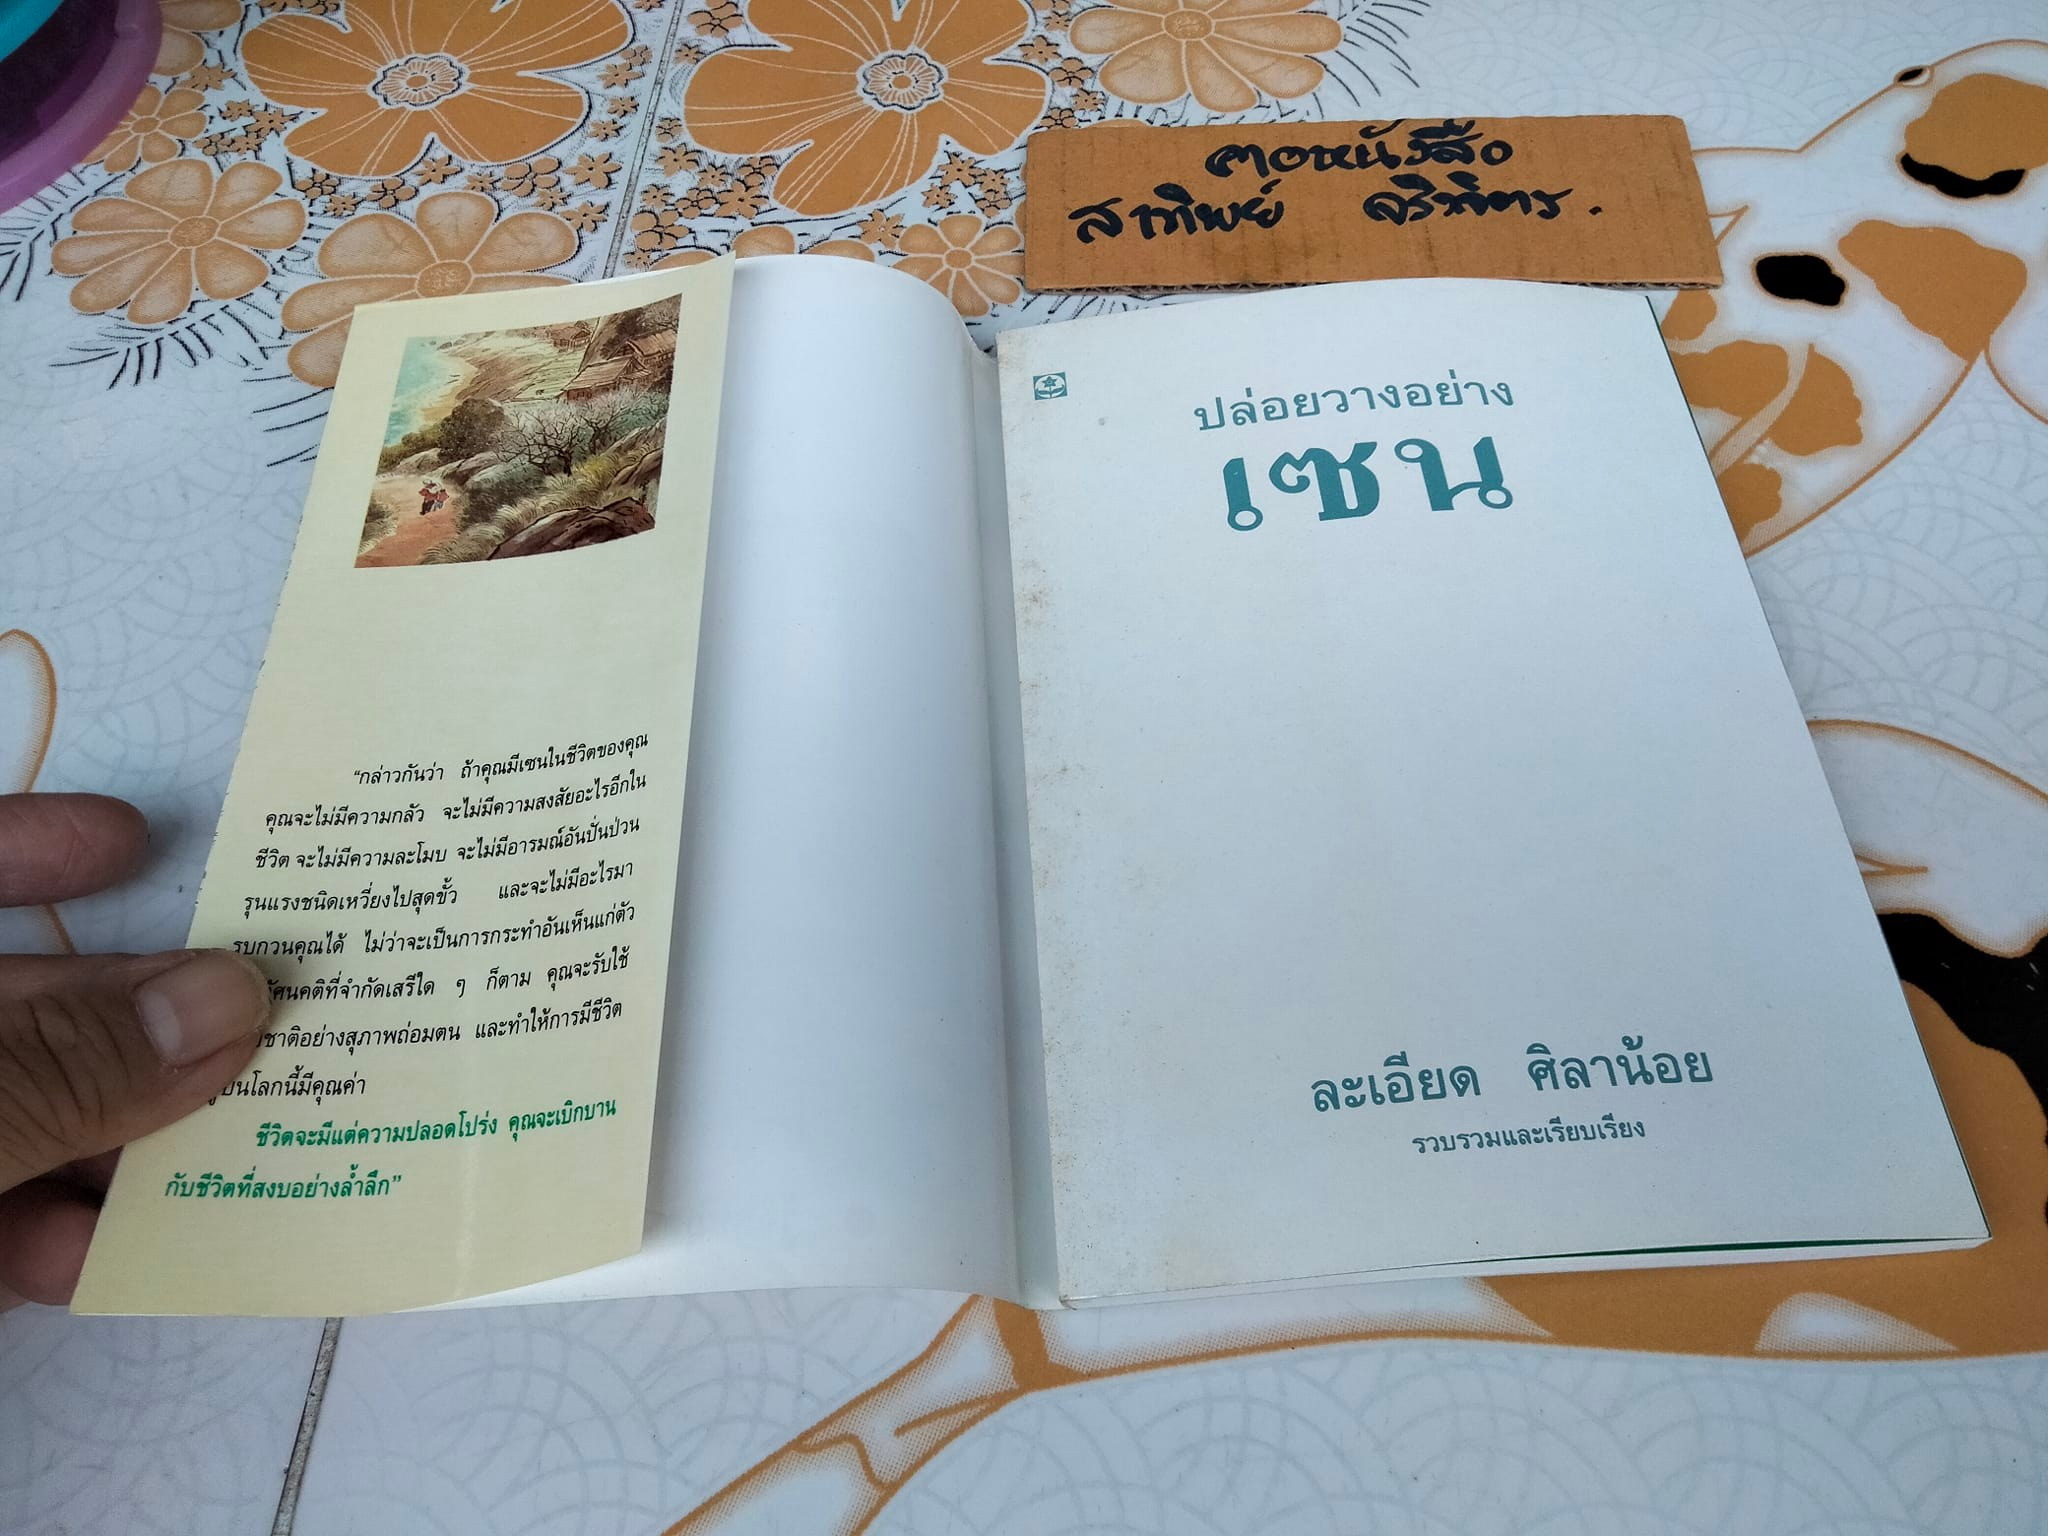 คอหนังสือ
สาทิพย์
ปล่อยวางอย่าง
เซน
ละเอียด ศิลาน้อย
รวบรวมและเรียบเรียง
“กล่าวกันว่า ถ้าคุณมีเซนในชีวิตของคุณ
คุณจะไม่มีความกลัว จะไม่มีความสงสัยอะไรอีกใน
ชีวิต จะไม่มีความละโมบ จะไม่มีอารมณ์อันปั่นป่วน
รุนแรงชนิดเหวี่ยงไปสุดขั้ว และจะไม่มีอะไรมา
รบกวนคุณได้ ไม่ว่าจะเป็นการกระทำอันเห็นแก่ตัว
ที่จำกัดเสรีใด ๆ ก็ตาม คุณจะรับใช้
อย่างสุภาพถ่อมตน และทำให้การมีชีวิต
บนโลกนี้มีคุณค่า
ชีวิตจะมีแต่ความปลอดโปร่ง คุณจะเบิกบาน
กับชีวิตที่สงบอย่างล้ำลึก”